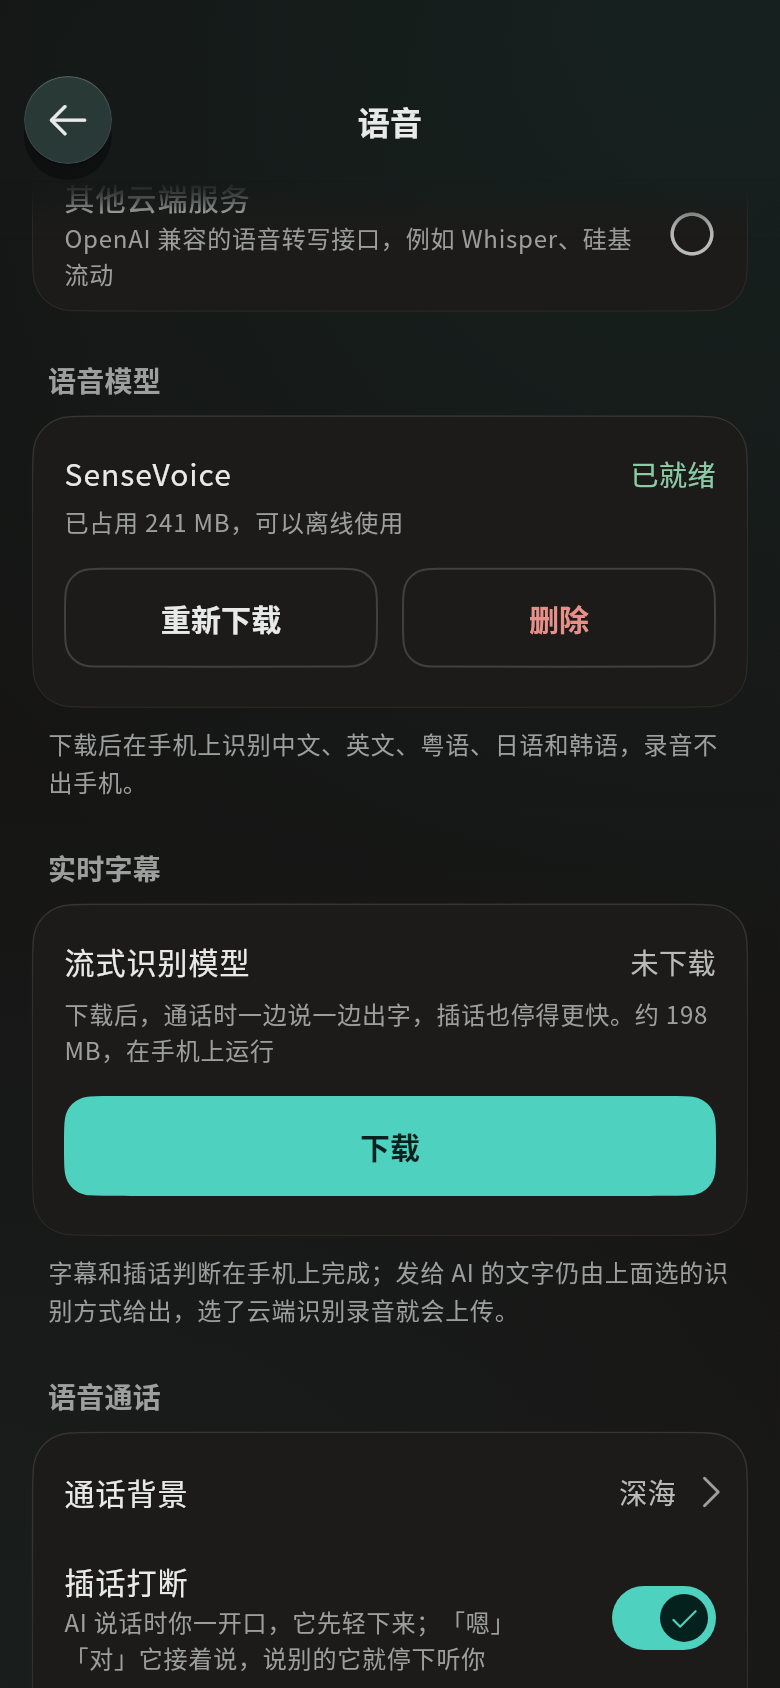 语音
其他云端服务
OpenAI 兼容的语音转写接口，例如 Whisper、硅基
流动
语音模型
SenseVoice
已就绪
已占用 241 MB，可以离线使用
重新下载
删除
下载后在手机上识别中文、英文、粤语、日语和韩语，录音不
出手机。
实时字幕
流式识别模型
未下载
下载后，通话时一边说一边出字，插话也停得更快。约 198
MB，在手机上运行
下载
字幕和插话判断在手机上完成；发给 AI 的文字仍由上面选的识
别方式给出，选了云端识别录音就会上传。
语音通话
通话背景
深海
插话打断
AI 说话时你一开口，它先轻下来；「嗯」
「对」它接着说，说别的它就停下听你